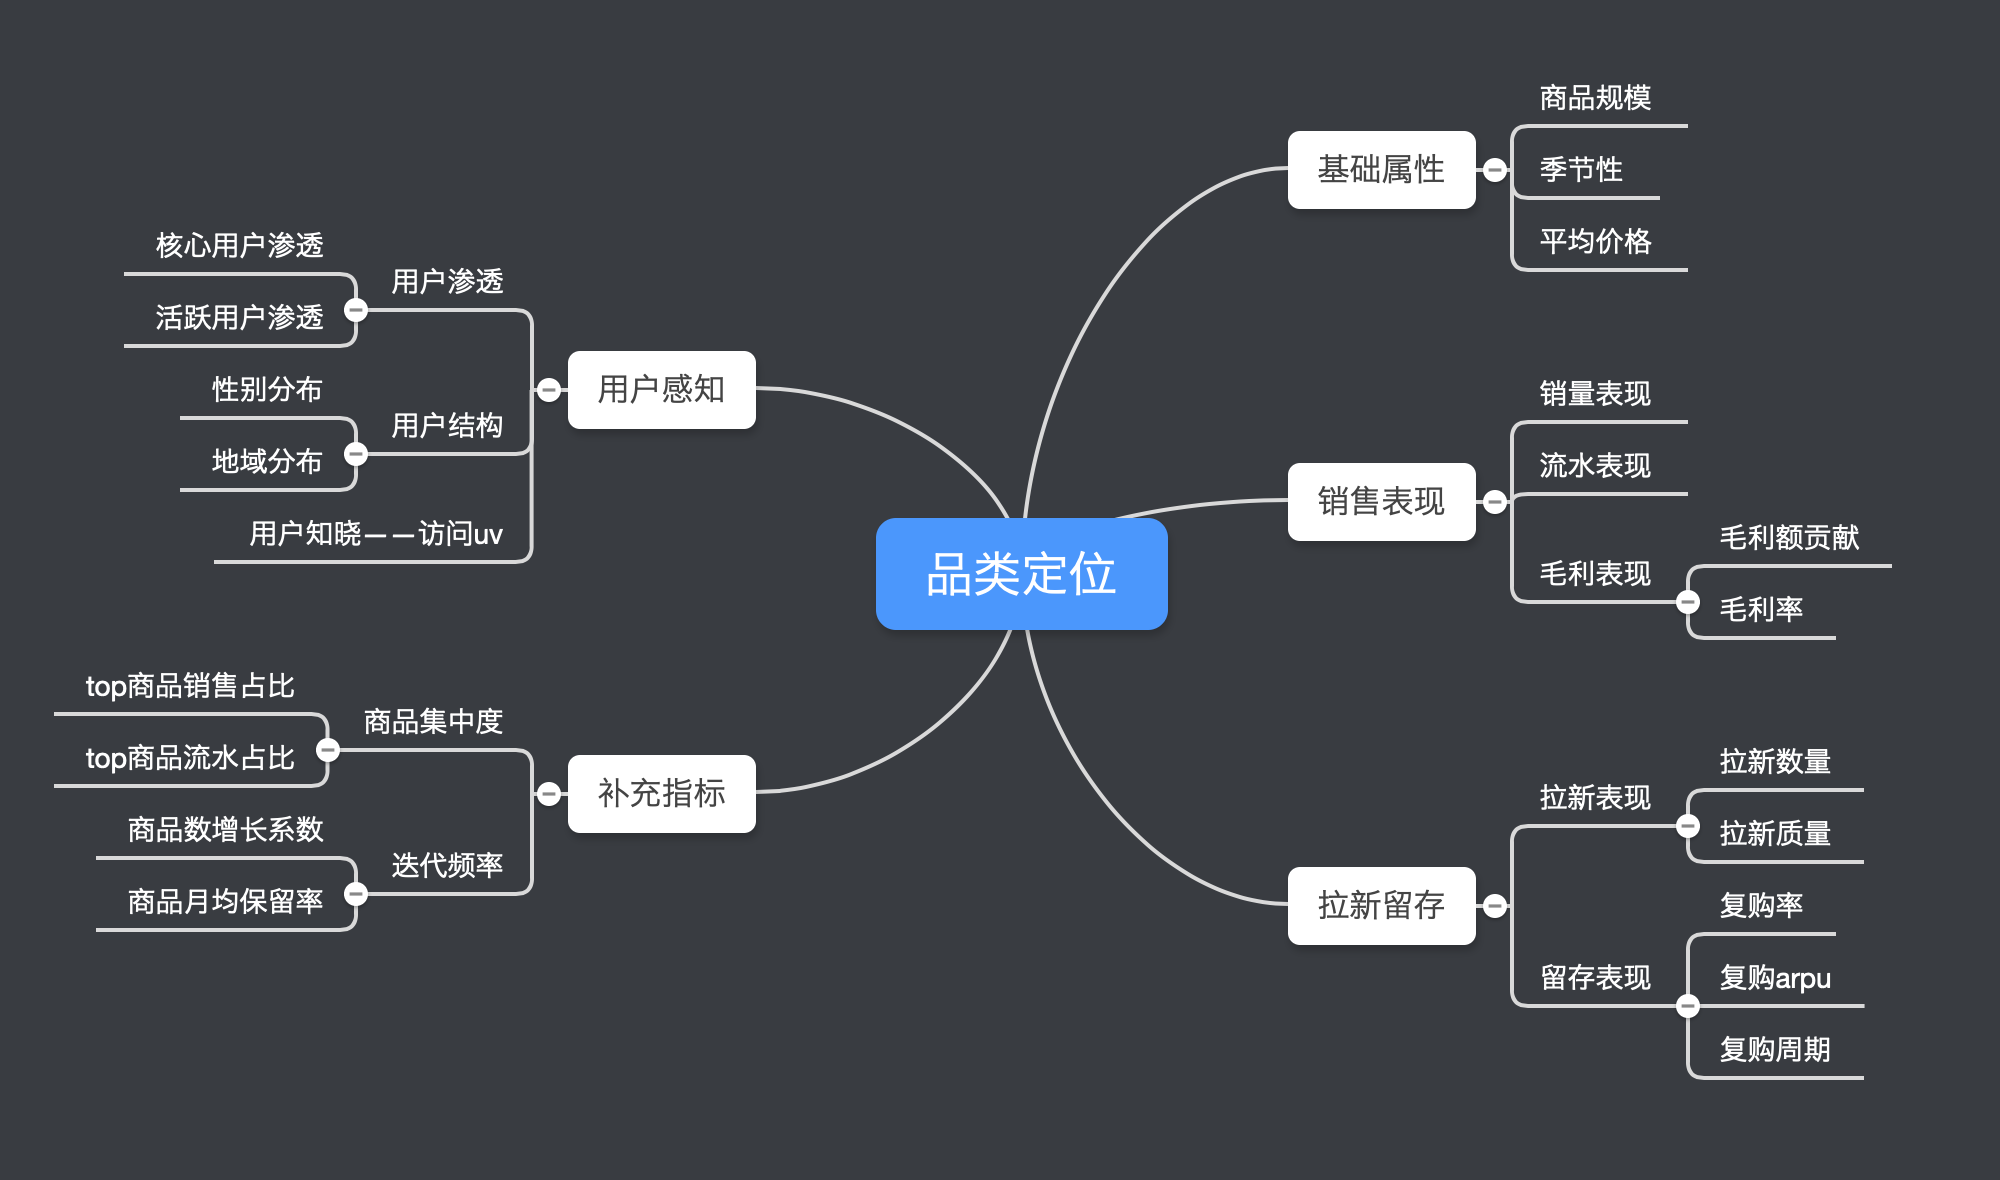 品类定位
基础属性
商品规模
季节性
平均价格
销售表现
销量表现
流水表现
毛利表现
毛利额贡献
毛利率
拉新留存
拉新表现
拉新数量
拉新质量
留存表现
复购率
复购arpu
复购周期
用户感知
用户渗透
核心用户渗透
活跃用户渗透
用户结构
性别分布
地域分布
用户知晓——访问uv
补充指标
商品集中度
top商品销售占比
top商品流水占比
迭代频率
商品数增长系数
商品月均保留率